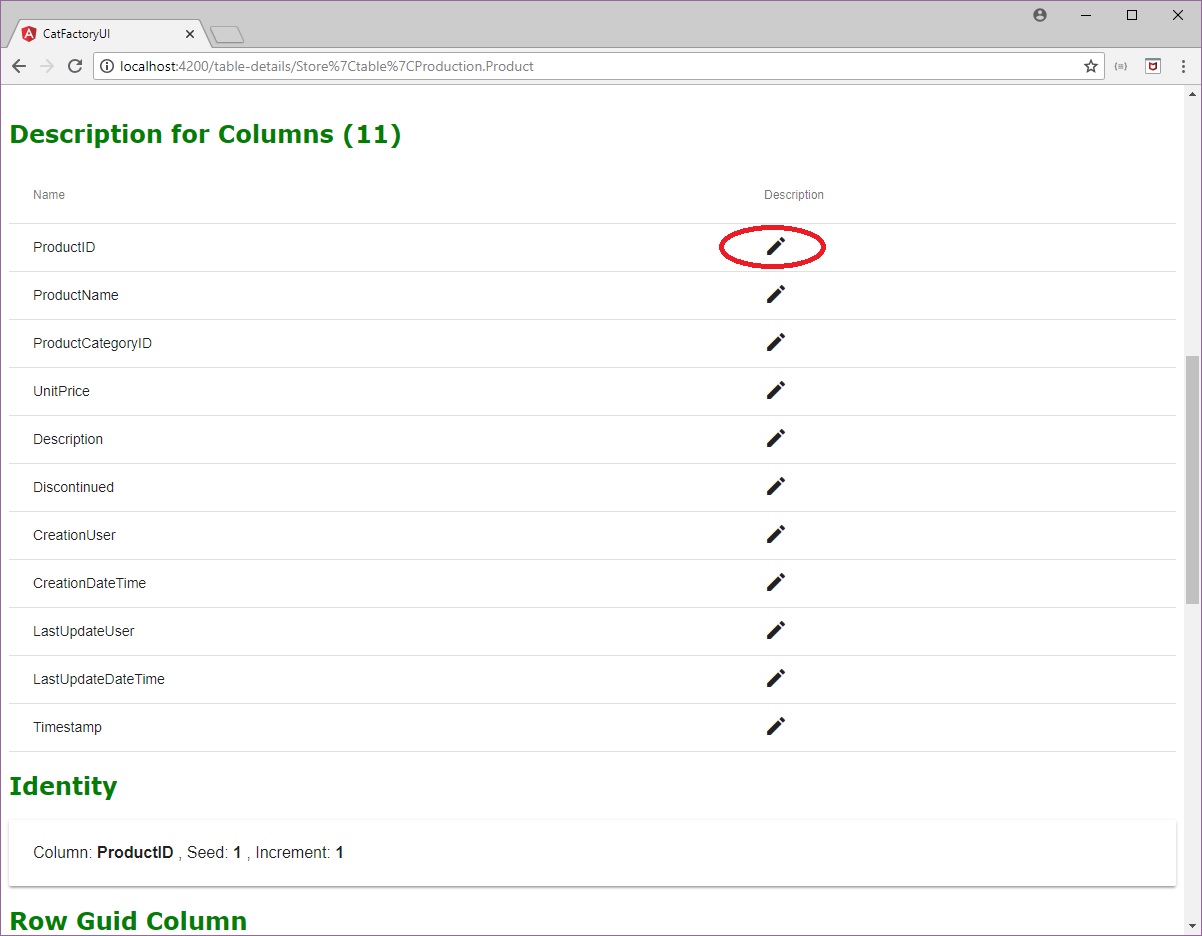 CatFactoryUI
localhost:4200/table-details/Store%7Ctable%7CProduction.Product
Description for Columns (11)
Name Description
ProductID
ProductName
ProductCategoryID
UnitPrice
Description
Discontinued
CreationUser
CreationDateTime
LastUpdateUser
LastUpdateDateTime
Timestamp
Identity
Column: ProductID , Seed: 1 , Increment: 1
Row Guid Column